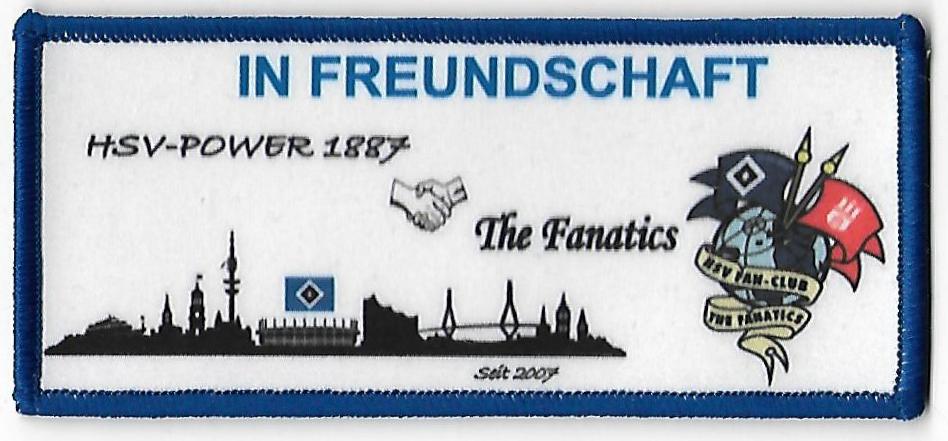 IN FREUNDSCHAFT
HSV-POWER 1887
The Fanatics
HSV FAN-CLUB
THE FANATICS
Seit 2007